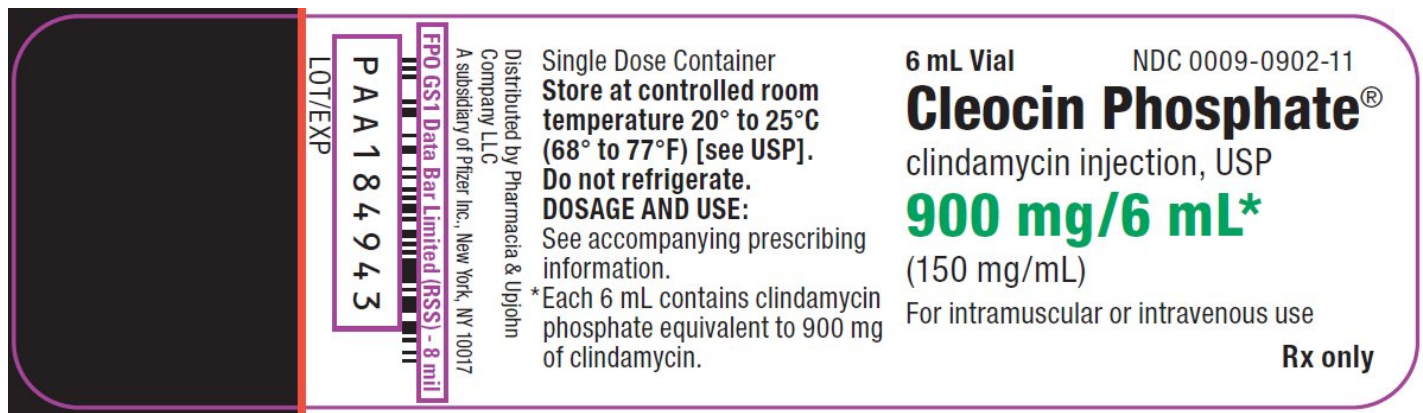 6 mL Vial NDC 0009-0902-11
Cleocin Phosphate®
clindamycin injection, USP
900 mg/6 mL*
(150 mg/mL)
For intramuscular or intravenous use
Rx only
Single Dose Container
Store at controlled room
temperature 20° to 25°C
(68° to 77°F) [see USP].
Do not refrigerate.
DOSAGE AND USE:
See accompanying prescribing
information.
*Each 6 mL contains clindamycin
phosphate equivalent to 900 mg
of clindamycin.
Distributed by Pharmacia & Upjohn
Company LLC
A subsidiary of Pfizer Inc., New York, NY 10017
FPO GS1 Data Bar Limited (RSS) - 8 mil
PAA184943
LOT/EXP